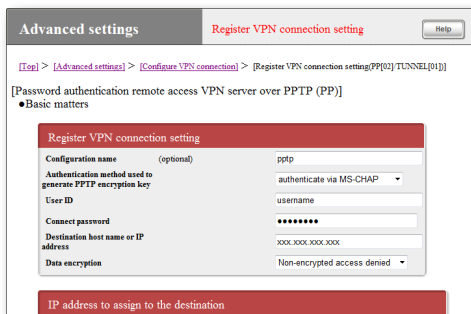 Advanced settings
Register VPN connection setting
Help
[Top] > [Advanced settings] > [Configure VPN connection] > [Register VPN connection setting(PP[02]/TUNNEL[01])]
[Password authentication remote access VPN server over PPTP (PP)]
●Basic matters
Register VPN connection setting
Configuration name (optional) pptp
Authentication method used to generate PPTP encryption key authenticate via MS-CHAP
User ID username
Connect password ●●●●●●●●
Destination host name or IP address xxx.xxx.xxx.xxx
Data encryption Non-encrypted access denied
IP address to assign to the destination